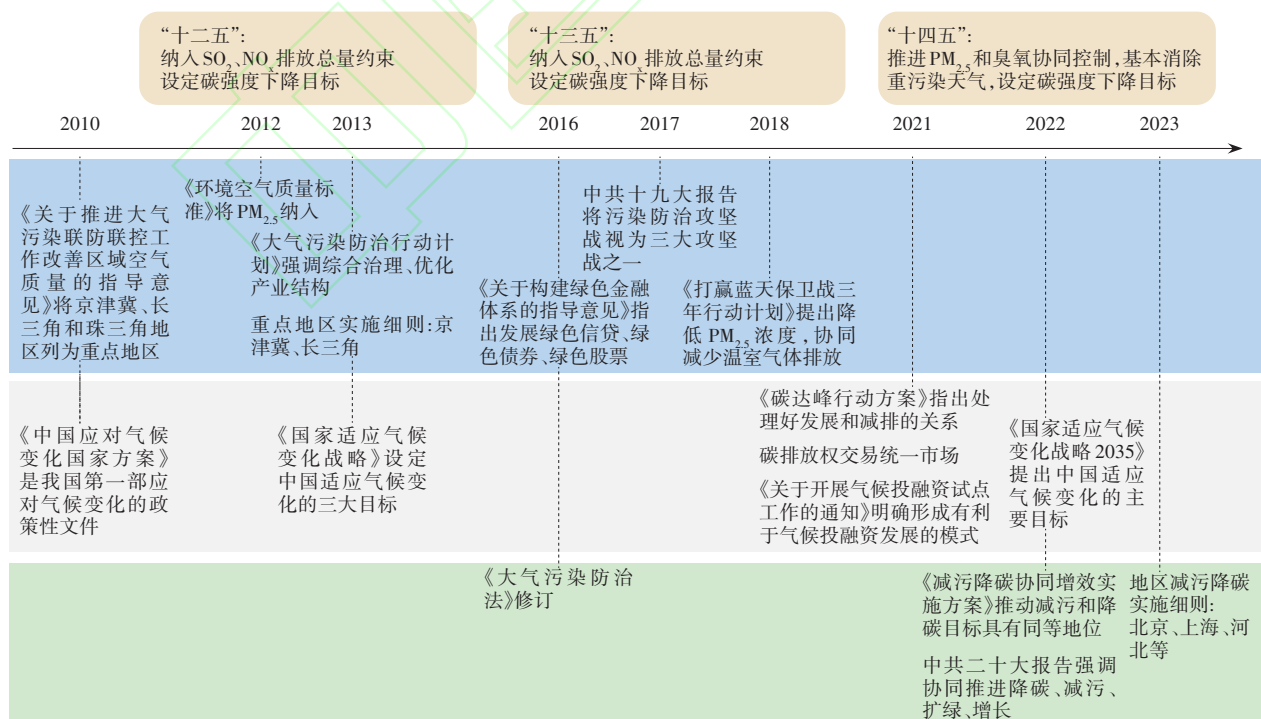 “十二五”:
纳入SO2、NOx排放总量约束
设定碳强度下降目标
“十三五”:
纳入SO2、NOx排放总量约束
设定碳强度下降目标
“十四五”:
推进PM2.5和臭氧协同控制,基本消除
重污染天气,设定碳强度下降目标
2010
2012
2013
2016
2017
2018
2021
2022
2023
《关于推进大气
污染联防联控工
作改善区域空气
质量的指导意
见》将京津冀、长
三角和珠三角地
区列为重点地区
《环境空气质量标
准》将PM2.5纳入
《大气污染防治行动计
划》强调综合治理、优化
产业结构
重点地区实施细则:京
津冀、长三角
《关于构建绿色金融
体系的指导意见》指
出发展绿色信贷、绿
色债券、绿色股票
中共十九大报告
将污染防治攻坚
战视为三大攻坚
战之一
《打赢蓝天保卫战三
年行动计划》提出降
低PM2.5浓度,协同
减少温室气体排放
《中国应对气候
变化国家方案》
是我国第一部应
对气候变化的政
策性文件
《国家适应气候
变化战略》设定
中国适应气候变
化的三大目标
《碳达峰行动方案》指出处
理好发展和减排的关系
碳排放权交易统一市场
《关于开展气候投融资试点
工作的通知》明确形成有利
于气候投融资发展的模式
《国家适应气候
变化战略2035》
提出中国适应
气候变化的主
要目标
《大气污染防治
法》修订
《减污降碳协同增效实
施方案》推动减污和降
碳目标具有同等地位
中共二十大报告强调
协同推进降碳、减污、
扩绿、增长
地区减污降碳
实施细则:
北京、上海、河
北等